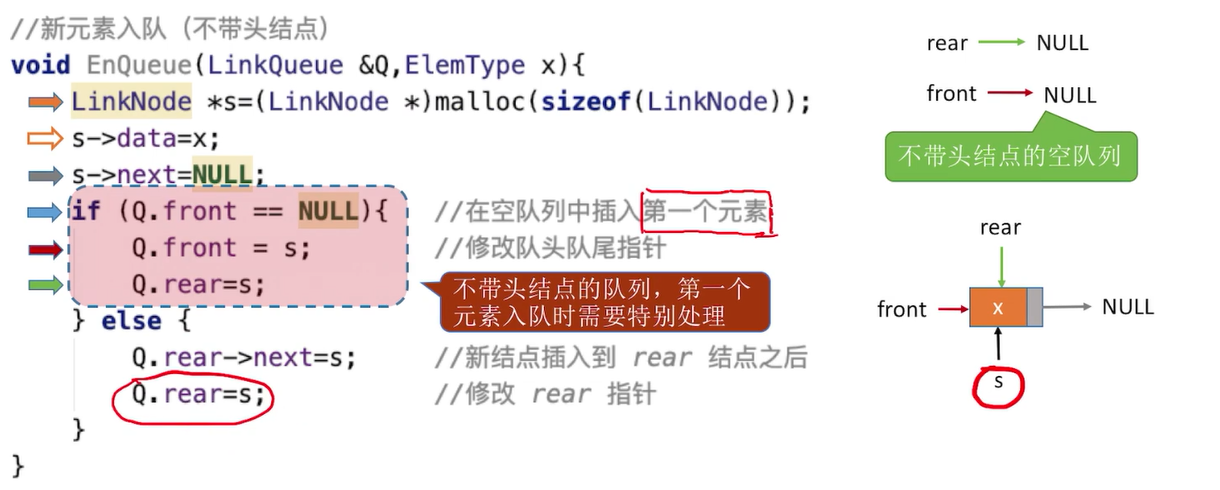 //新元素入队（不带头结点）
void EnQueue(LinkQueue &Q,ElemType x){
LinkNode *s=(LinkNode *)malloc(sizeof(LinkNode));
s->data=x;
s->next=NULL;
if (Q.front == NULL){ //在空队列中插入第一个元素
Q.front = s; //修改队头队尾指针
Q.rear=s;
不带头结点的队列，第一个
元素入队时需要特别处理
} else {
Q.rear->next=s; //新结点插入到 rear 结点之后
Q.rear=s; //修改 rear 指针
}
}
rear NULL
front NULL
不带头结点的空队列
rear
front x NULL
s